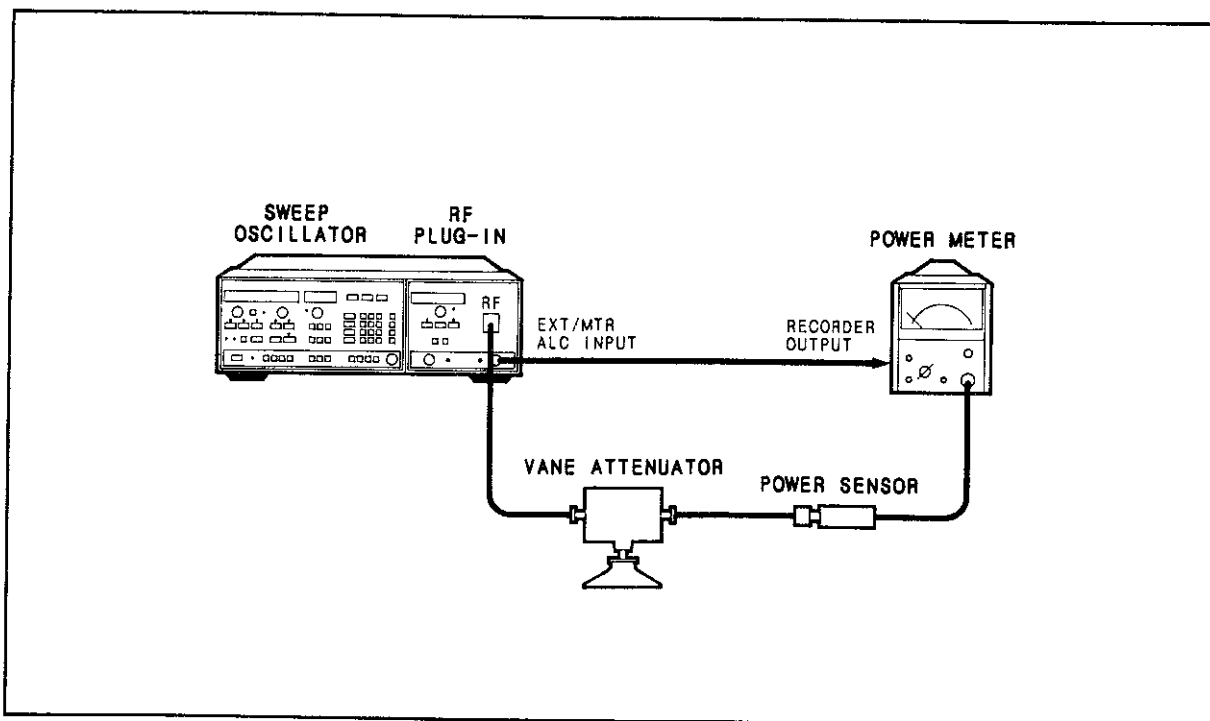 SWEEP
OSCILLATOR
RF
PLUG-IN
RF
EXT/MTR
ALC INPUT
RECORDER
OUTPUT
POWER METER
VANE ATTENUATOR
POWER SENSOR